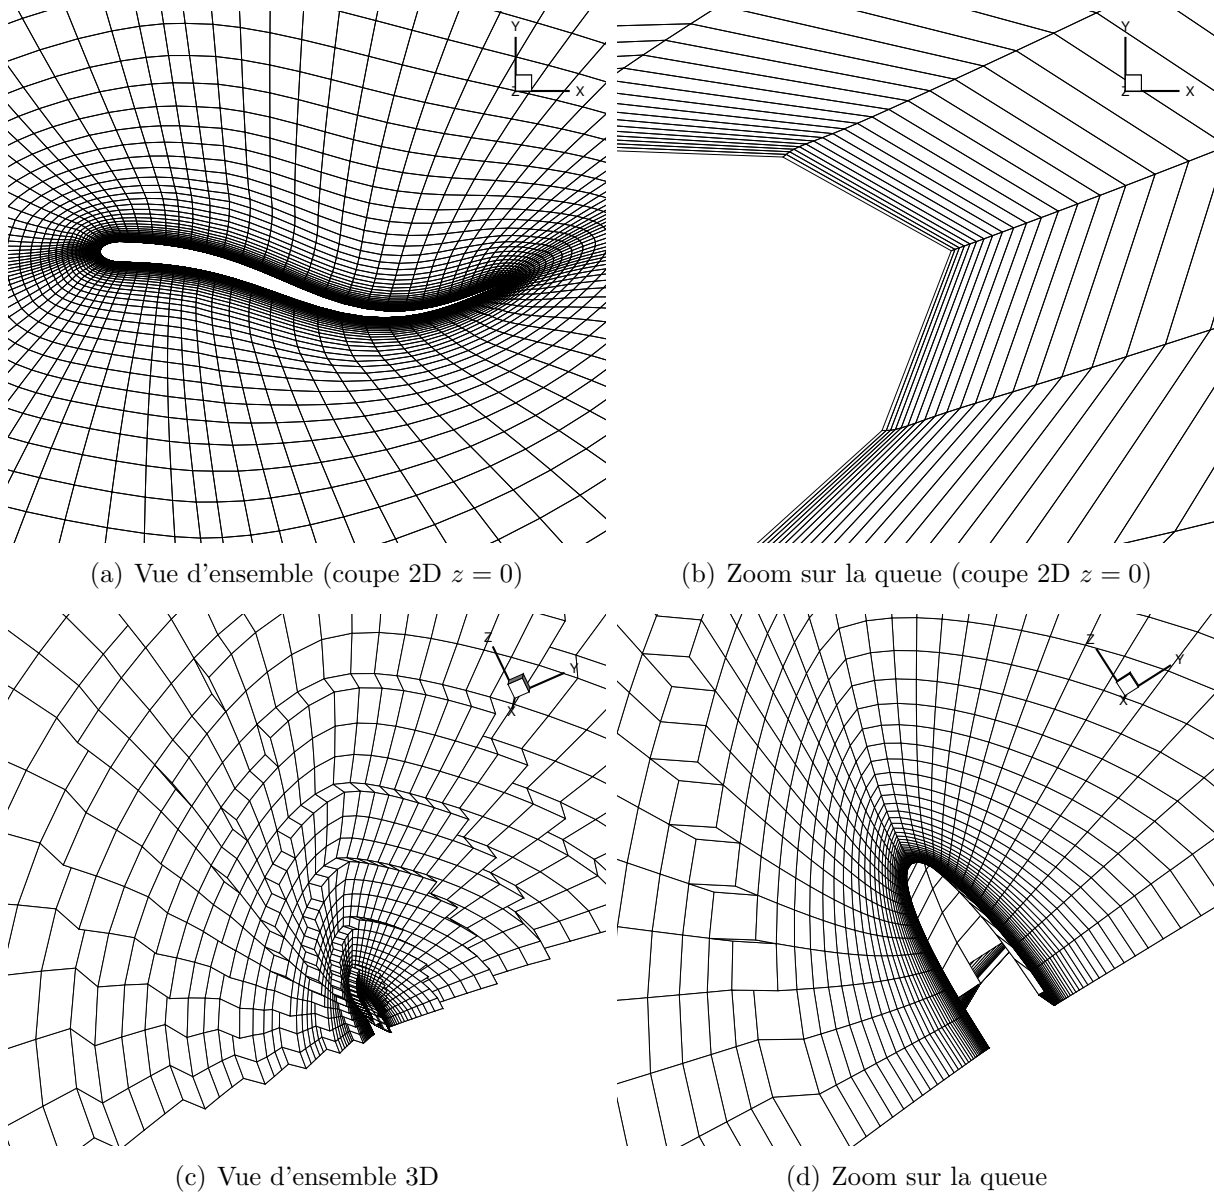 Y
Z X
Y
Z X
(a) Vue d'ensemble (coupe 2D z = 0)
(b) Zoom sur la queue (coupe 2D z = 0)
Z
Y
X
Z
Y
X
(c) Vue d'ensemble 3D
(d) Zoom sur la queue